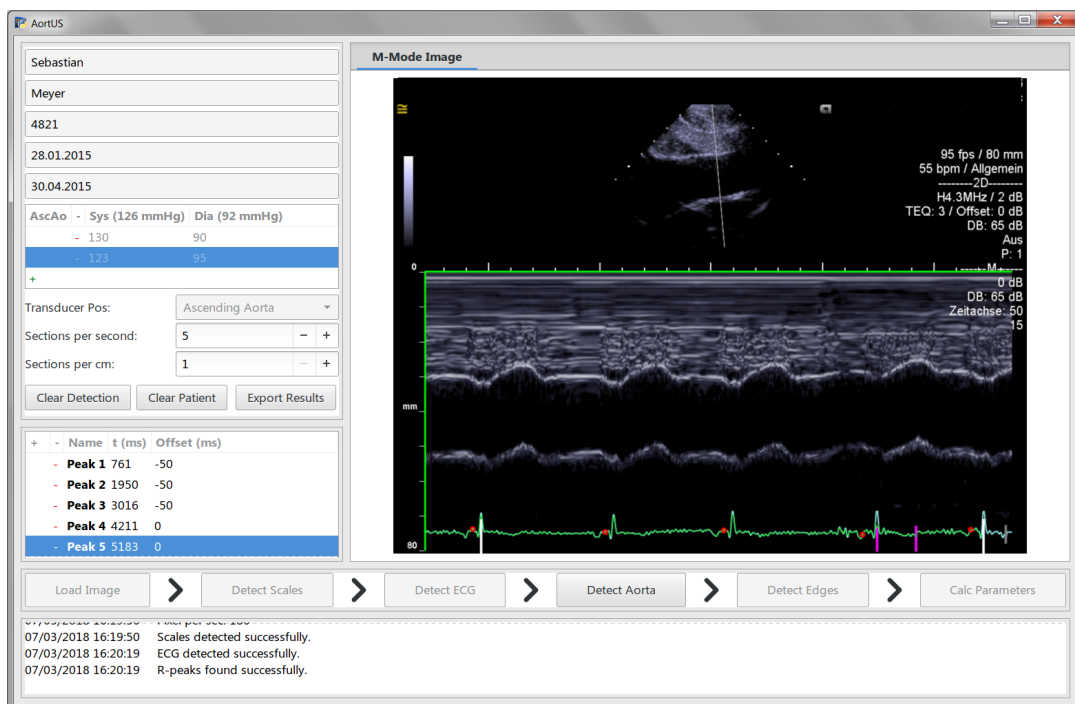 AortUS
Sebastian
Meyer
4821
28.01.2015
30.04.2015
AscAo - Sys (126 mmHg) Dia (92 mmHg)
- 130 90
- 123 95
+
Transducer Pos: Ascending Aorta
Sections per second: 5 - +
Sections per cm: 1 - +
Clear Detection Clear Patient Export Results
+ - Name t (ms) Offset (ms)
- Peak 1 761 -50
- Peak 2 1950 -50
- Peak 3 3016 -50
- Peak 4 4211 0
- Peak 5 5183 0
M-Mode Image
95 fps / 80 mm
55 bpm / Allgemein
--------2D--------
H4.3MHz / 2 dB
TEQ: 3 / Offset: 0 dB
DB: 65 dB
Aus
P: 1
------M------
0 dB
DB: 65 dB
Zeitachse: 50
15
0
mm
80
Load Image Detect Scales Detect ECG Detect Aorta Detect Edges Calc Parameters
07/03/2018 16:19:50 Scales detected successfully.
07/03/2018 16:20:19 ECG detected successfully.
07/03/2018 16:20:19 R-peaks found successfully.